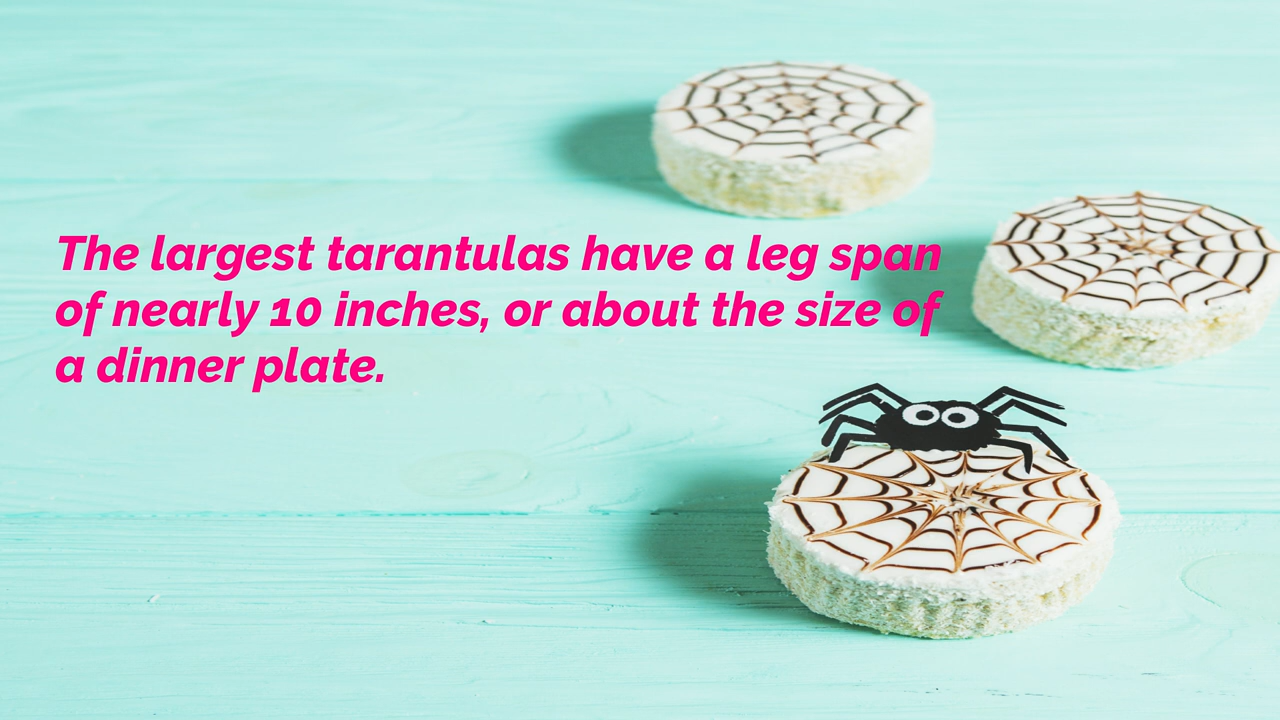 The largest tarantulas have a leg span
of nearly 10 inches, or about the size of
a dinner plate.